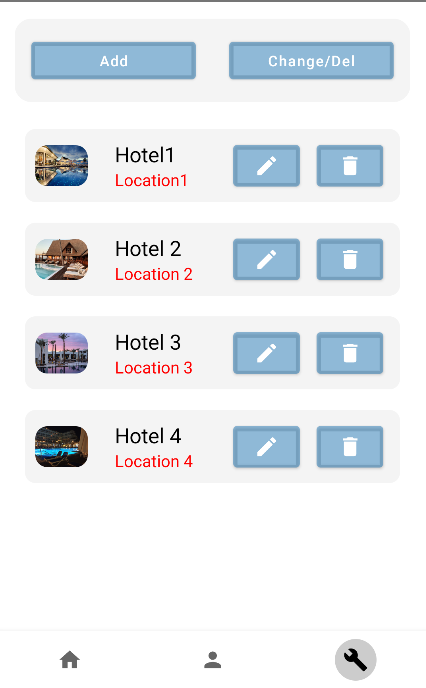 Add
Change/Del
Hotel1
Location1
Hotel 2
Location 2
Hotel 3
Location 3
Hotel 4
Location 4